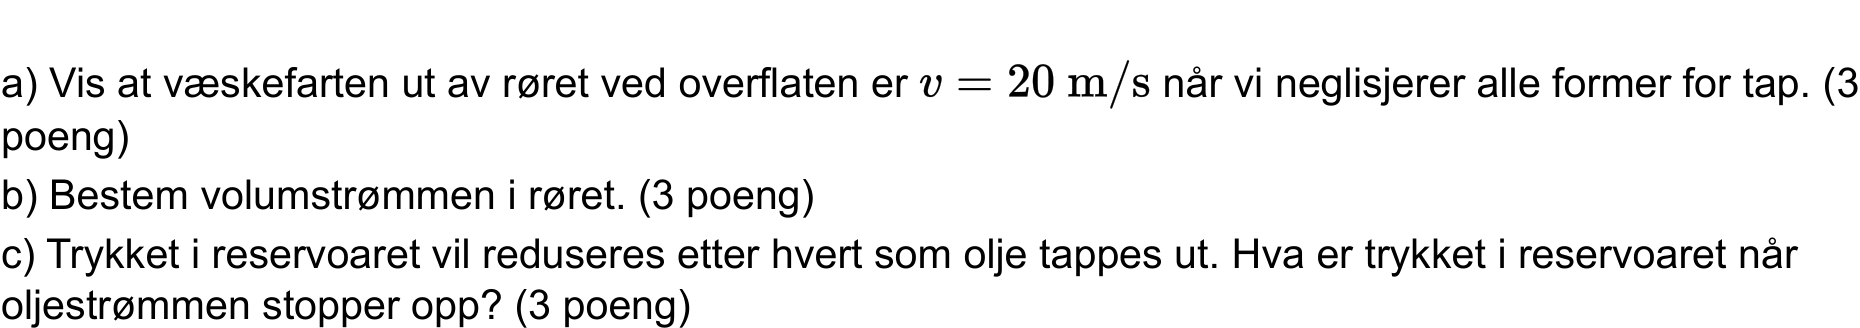 a) Vis at væskefarten ut av røret ved overflaten er v = 20 m/s når vi neglisjerer alle former for tap. (3
poeng)
b) Bestem volumstrømmen i røret. (3 poeng)
c) Trykket i reservoaret vil reduseres etter hvert som olje tappes ut. Hva er trykket i reservoaret når
oljestrømmen stopper opp? (3 poeng)